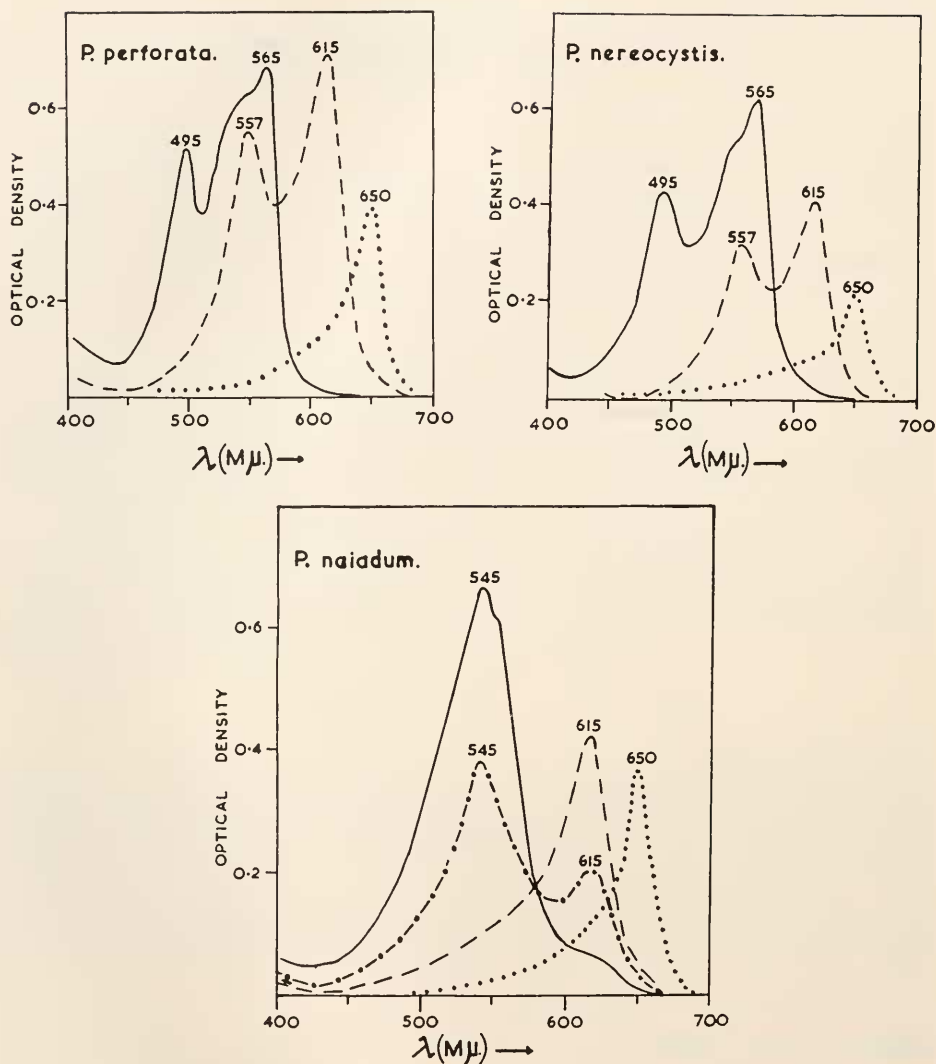 P. perforata.
495
565
557
615
650
0·6
0·4
0·2
OPTICAL DENSITY
400 500 600 700
λ(Mμ.) →
P. nereocystis.
495
565
557
615
650
0·6
0·4
0·2
OPTICAL DENSITY
400 500 600 700
λ(Mμ.) →
P. naiadum.
545
545
615
615
650
0·6
0·4
0·2
OPTICAL DENSITY
400 500 600 700
λ(Mμ.) →